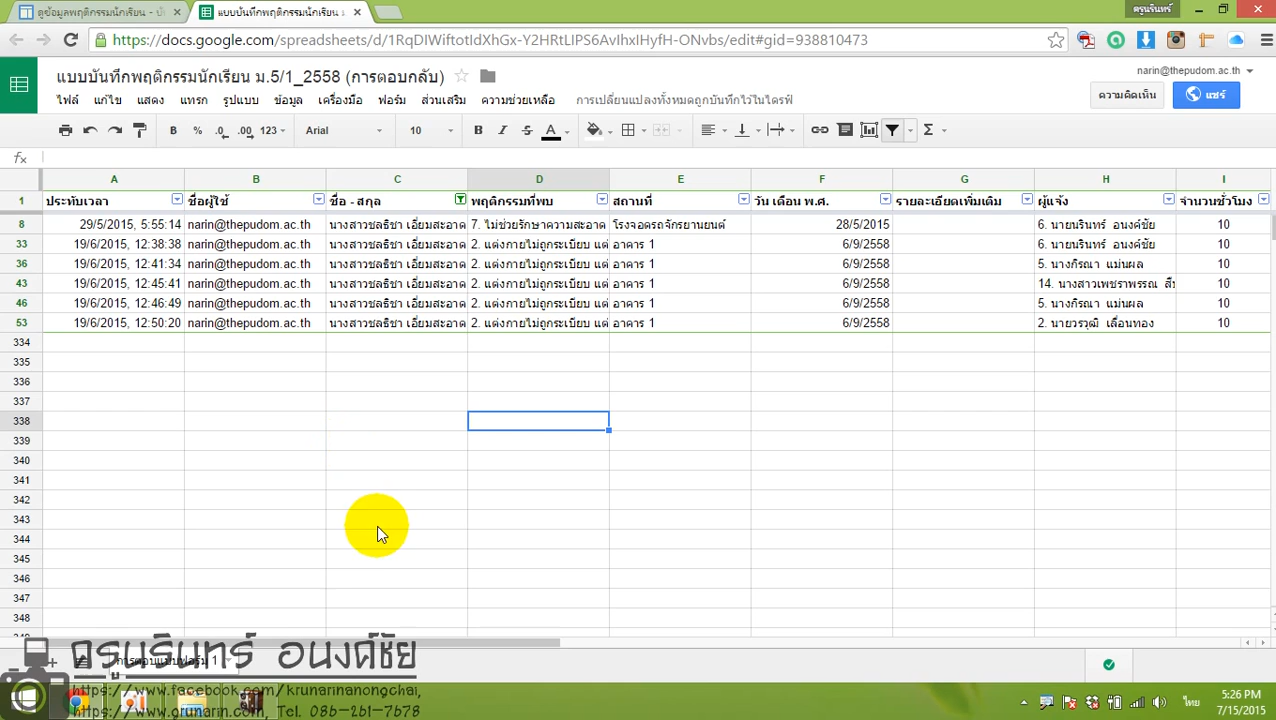 ดูข้อมูลพฤติกรรมนักเรียน - บั
แบบบันทึกพฤติกรรมนักเรียน ม
ครูนรินทร์
https://docs.google.com/spreadsheets/d/1RqDIWiftotIdXhGx-Y2HRtLIPS6AvIhxIHyfH-ONvbs/edit#gid=938810473
แบบบันทึกพฤติกรรมนักเรียน ม.5/1_2558 (การตอบกลับ)
narin@thepudom.ac.th
ไฟล์ แก้ไข แสดง แทรก รูปแบบ ข้อมูล เครื่องมือ ฟอร์ม ส่วนเสริม ความช่วยเหลือ การเปลี่ยนแปลงทั้งหมดถูกบันทึกไว้ในไดรฟ์
ความคิดเห็น แชร์
B % .0 .00 123 Arial 10 B I S A Σ
fx
A B C D E F G H I
1 ประทับเวลา ชื่อผู้ใช้ ชื่อ - สกุล พฤติกรรมที่พบ สถานที่ วัน เดือน พ.ศ. รายละเอียดเพิ่มเติม ผู้แจ้ง จำนวนชั่วโมง
8 29/5/2015, 5:55:14 narin@thepudom.ac.th นางสาวชลธิชา เอี่ยมสะอาด 7. ไม่ช่วยรักษาความสะอาด โรงจอดรถจักรยานยนต์ 28/5/2015 6. นายนรินทร์ อนงค์ชัย 10
33 19/6/2015, 12:38:38 narin@thepudom.ac.th นางสาวชลธิชา เอี่ยมสะอาด 2. แต่งกายไม่ถูกระเบียบ แต่ อาคาร 1 6/9/2558 6. นายนรินทร์ อนงค์ชัย 10
36 19/6/2015, 12:41:34 narin@thepudom.ac.th นางสาวชลธิชา เอี่ยมสะอาด 2. แต่งกายไม่ถูกระเบียบ แต่ อาคาร 1 6/9/2558 5. นางภิรณา แม่นผล 10
43 19/6/2015, 12:45:41 narin@thepudom.ac.th นางสาวชลธิชา เอี่ยมสะอาด 2. แต่งกายไม่ถูกระเบียบ แต่ อาคาร 1 6/9/2558 14. นางสาวเพชราพรรณ สื 10
46 19/6/2015, 12:46:49 narin@thepudom.ac.th นางสาวชลธิชา เอี่ยมสะอาด 2. แต่งกายไม่ถูกระเบียบ แต่ อาคาร 1 6/9/2558 5. นางภิรณา แม่นผล 10
53 19/6/2015, 12:50:20 narin@thepudom.ac.th นางสาวชลธิชา เอี่ยมสะอาด 2. แต่งกายไม่ถูกระเบียบ แต่ อาคาร 1 6/9/2558 2. นายวรวุฒิ เลื่อนทอง 10
334
335
336
337
338
339
340
341
342
343
344
345
346
347
348
ครูนรินทร์ อนงค์ชัย
การตอบแบบฟอร์ม 1
https://www.facebook.com/krunarinanongchai,
https://www.grunarin.com, Tel. 086-261-7678
ไทย
5:26 PM
7/15/2015